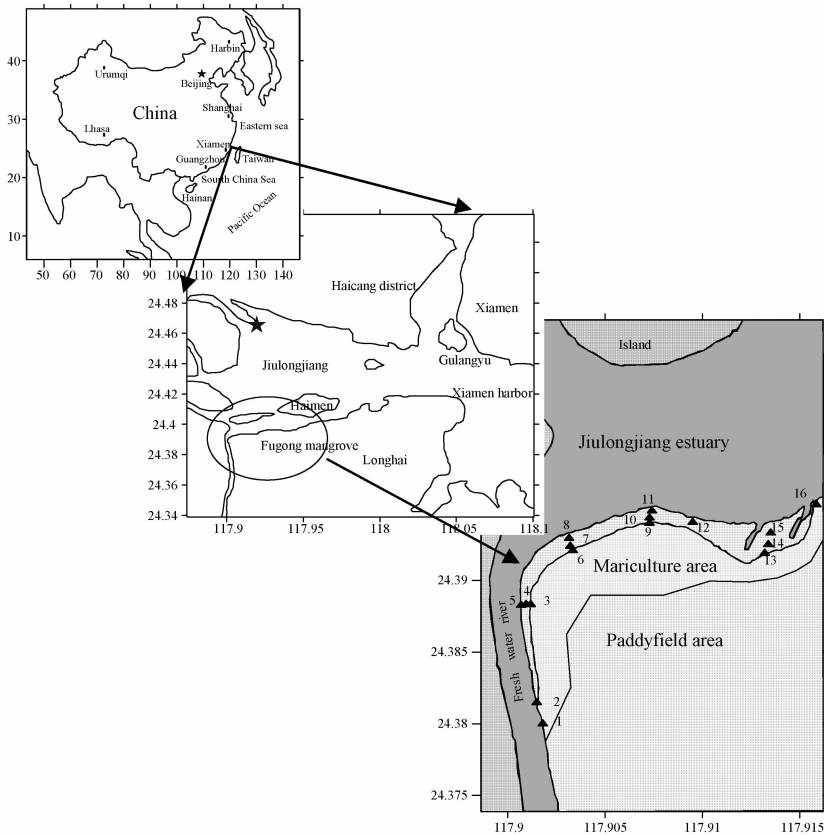 40
30
20
10
50 60 70 80 90 100 110 120 130 140
Harbin
Urumqi
Beijing
China
Shanghai
Lhasa
Eastern sea
Xiamen
Guangzhou
Taiwan
South China Sea
Hainan
Pacific Ocean
24.48
24.46
24.44
24.42
24.4
24.38
24.36
24.34
117.9 117.95 118 118.05 118.1
Haicang district
Xiamen
Jiulongjiang
Gulangyu
Xiamen harbor
Haimen
Fugong mangrove
Longhai
Island
Jiulongjiang estuary
16
11
15
8
10
12
7
9
14
6
13
Mariculture area
4
5
3
Fresh water river
Paddyfield area
2
1
24.39
24.385
24.38
24.375
117.9 117.905 117.91 117.915